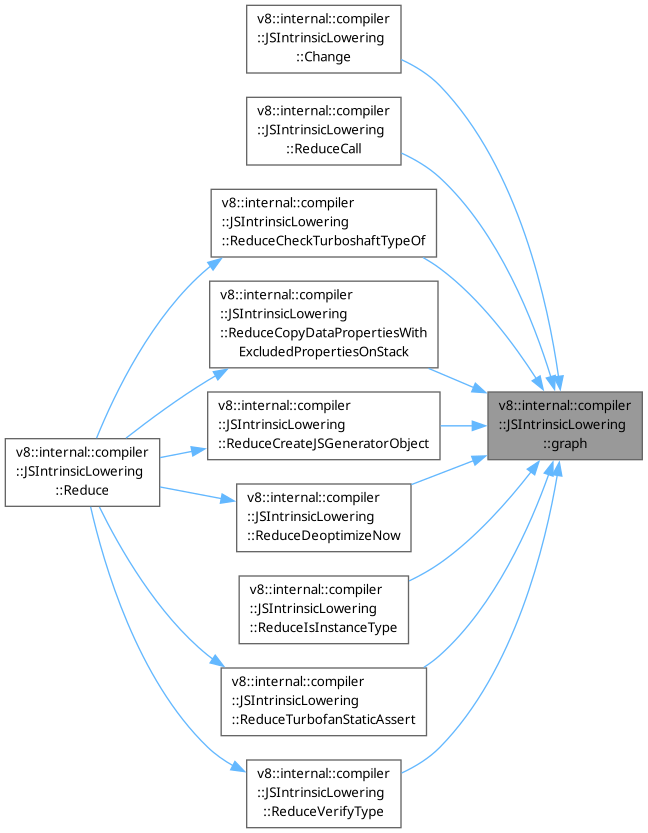 v8::internal::compiler
::JSIntrinsicLowering
::Change
v8::internal::compiler
::JSIntrinsicLowering
::ReduceCall
v8::internal::compiler
::JSIntrinsicLowering
::ReduceCheckTurboshaftTypeOf
v8::internal::compiler
::JSIntrinsicLowering
::ReduceCopyDataPropertiesWith
ExcludedPropertiesOnStack
v8::internal::compiler
::JSIntrinsicLowering
::graph
v8::internal::compiler
::JSIntrinsicLowering
::ReduceCreateJSGeneratorObject
v8::internal::compiler
::JSIntrinsicLowering
::Reduce
v8::internal::compiler
::JSIntrinsicLowering
::ReduceDeoptimizeNow
v8::internal::compiler
::JSIntrinsicLowering
::ReduceIsInstanceType
v8::internal::compiler
::JSIntrinsicLowering
::ReduceTurbofanStaticAssert
v8::internal::compiler
::JSIntrinsicLowering
::ReduceVerifyType